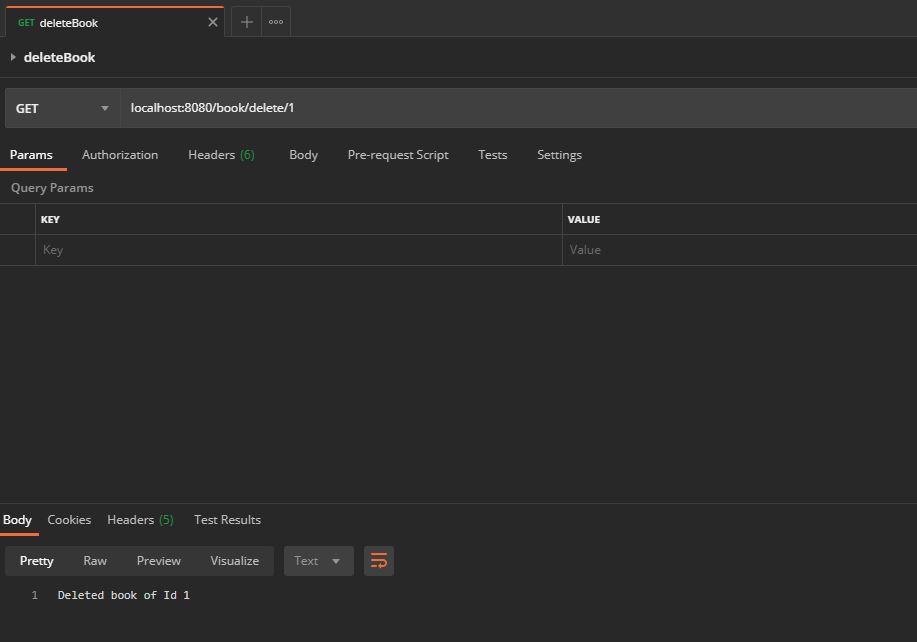 GET deleteBook
deleteBook
GET localhost:8080/book/delete/1
Params Authorization Headers (6) Body Pre-request Script Tests Settings
Query Params
KEY VALUE
Key Value
Body Cookies Headers (5) Test Results
Pretty Raw Preview Visualize Text
1 Deleted book of Id 1